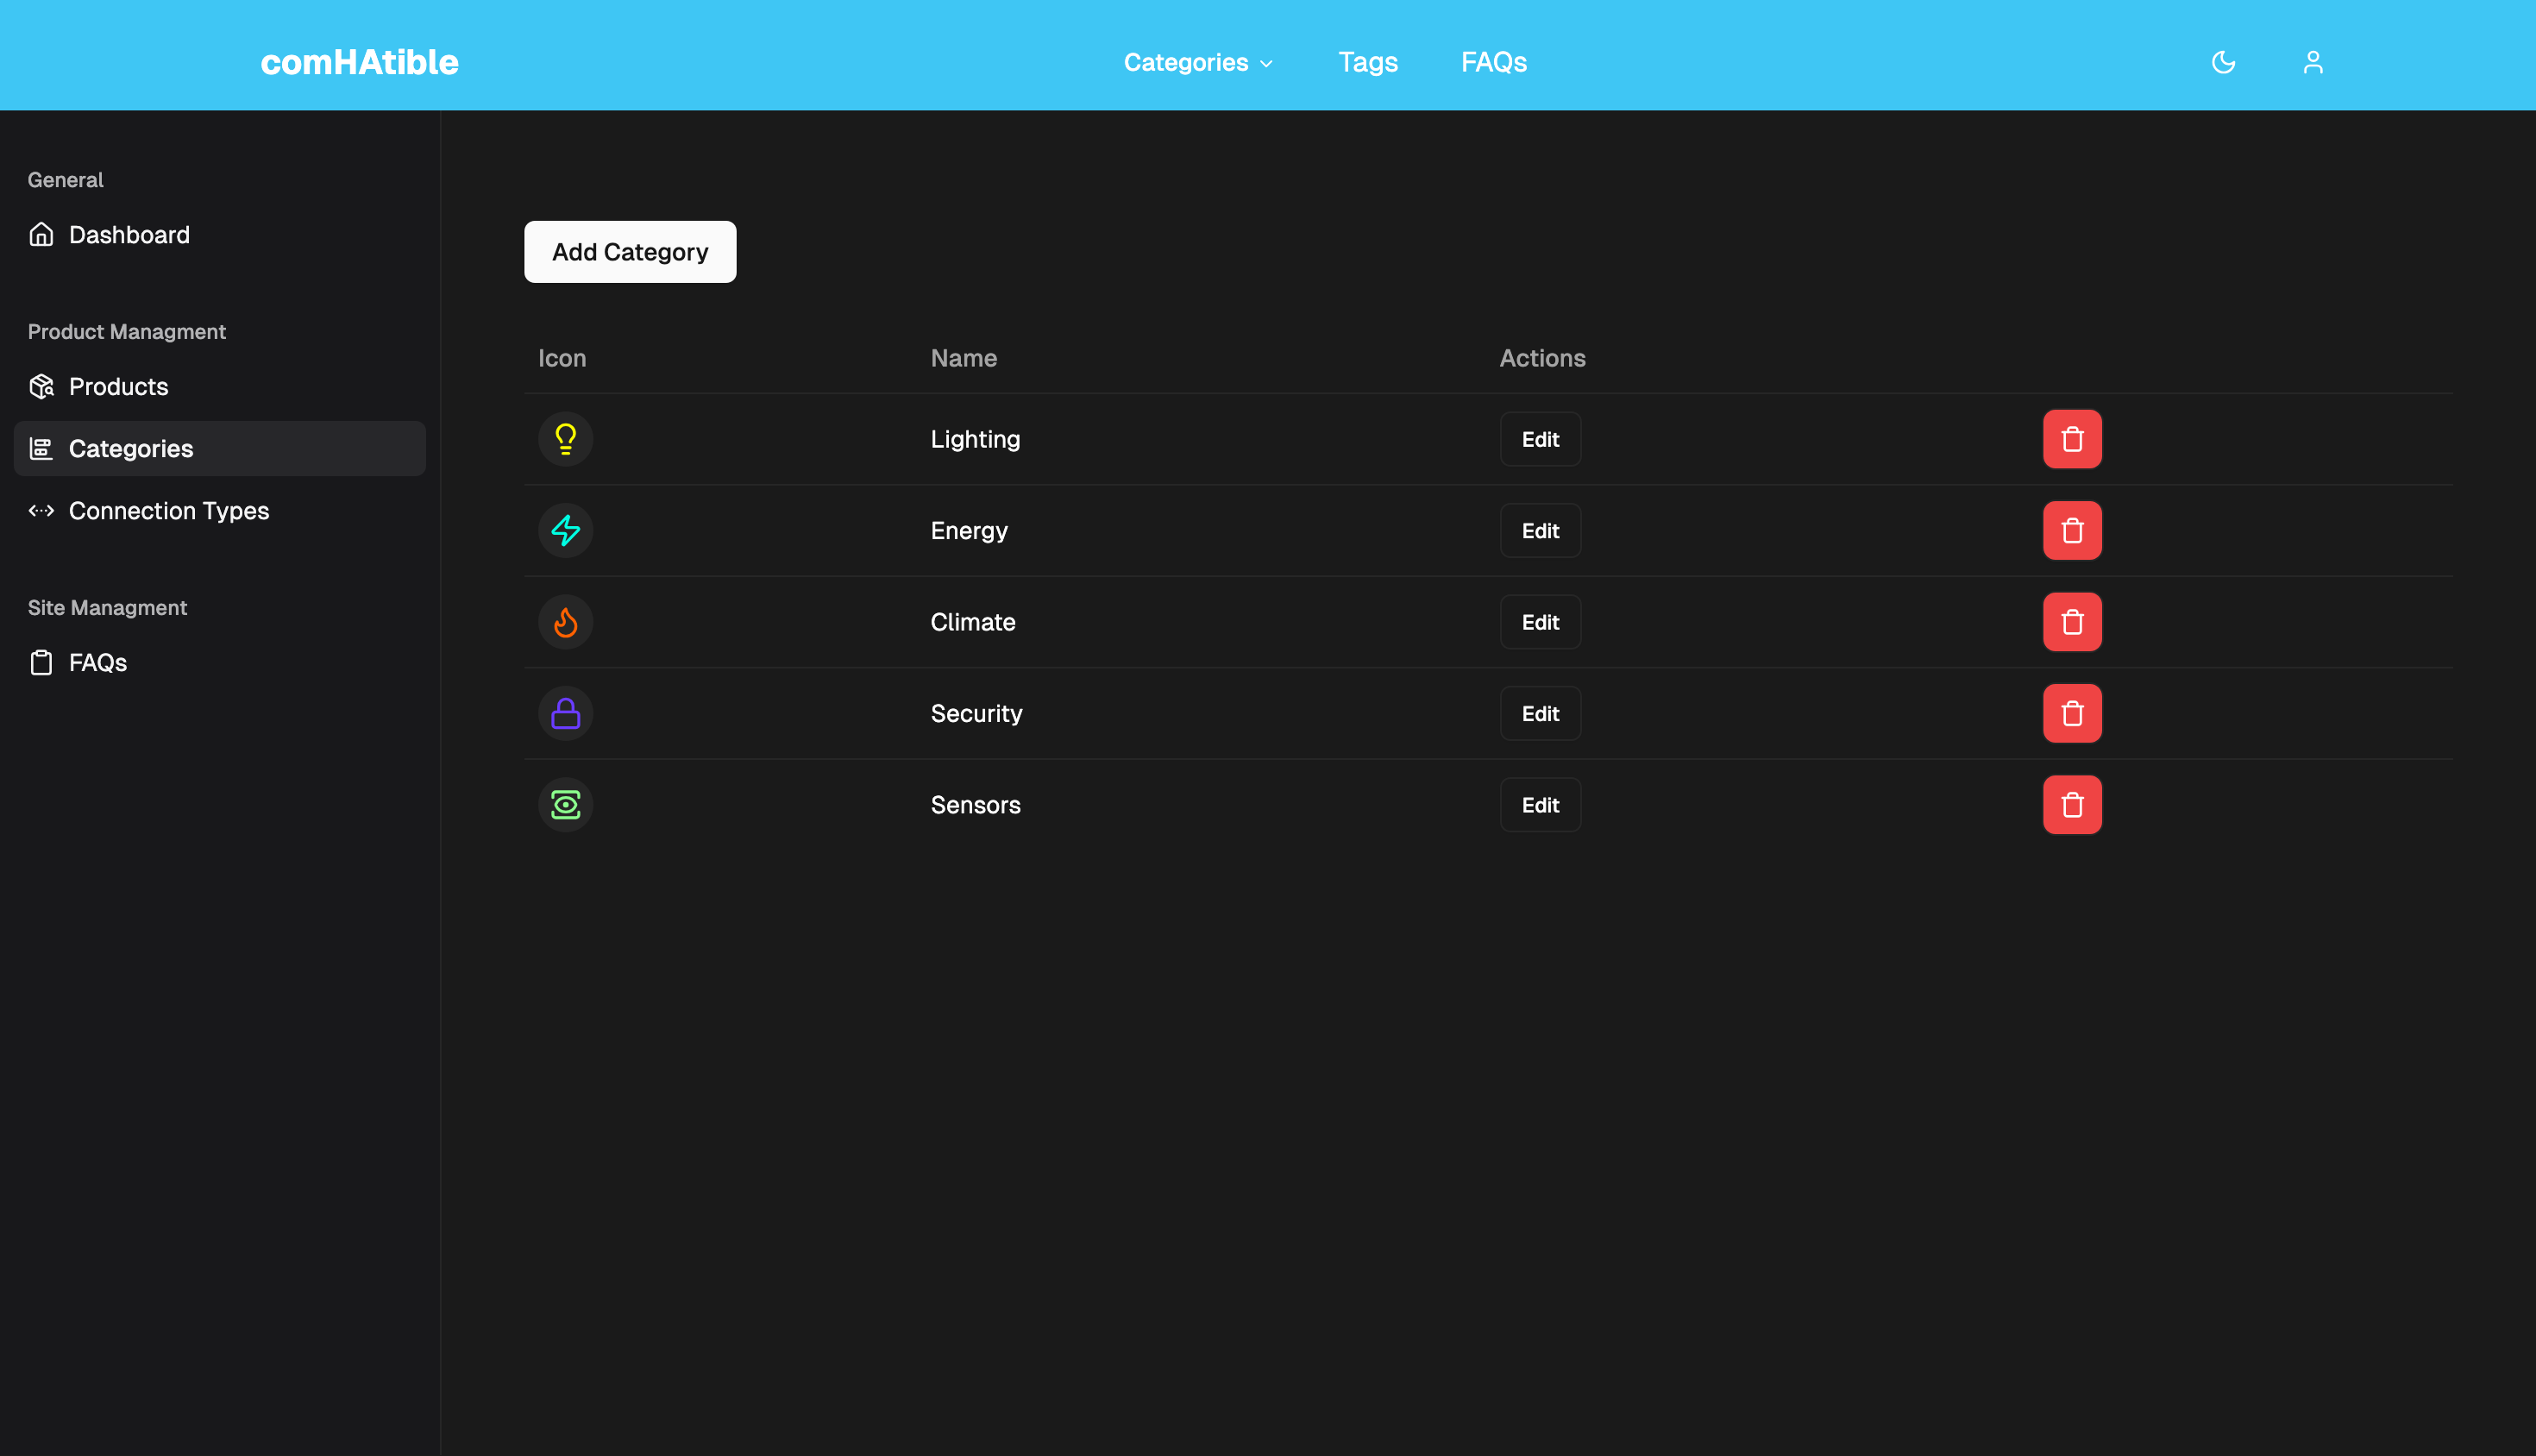 comHAtible
Categories
Tags
FAQs
General
Dashboard
Product Managment
Products
Categories
Connection Types
Site Managment
FAQs
Add Category
Icon Name Actions
Lighting Edit
Energy Edit
Climate Edit
Security Edit
Sensors Edit